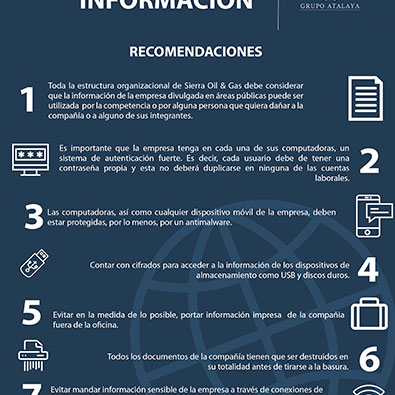 INFORMACIÓN
GRUPO ATALAYA
RECOMENDACIONES
1
Toda la estructura organizacional de Sierra Oil & Gas debe considerar
que la información de la empresa divulgada en áreas públicas puede ser
utilizada por la competencia o por alguna persona que quiera dañar a la
compañía o a alguno de sus integrantes.
Es importante que la empresa tenga en cada una de sus computadoras, un
sistema de autenticación fuerte. Es decir, cada usuario debe de tener una
contraseña propia y esta no deberá duplicarse en ninguna de las cuentas
laborales.
2
3
Las computadoras, así como cualquier dispositivo móvil de la empresa, deben
estar protegidas, por lo menos, por un antimalware.
Contar con cifrados para acceder a la información de los dispositivos de
almacenamiento como USB y discos duros.
4
5
Evitar en la medida de lo posible, portar información impresa de la compañía
fuera de la oficina.
Todos los documentos de la compañía tienen que ser destruidos en
su totalidad antes de tirarse a la basura.
6
7
Evitar mandar información sensible de la empresa a través de conexiones de